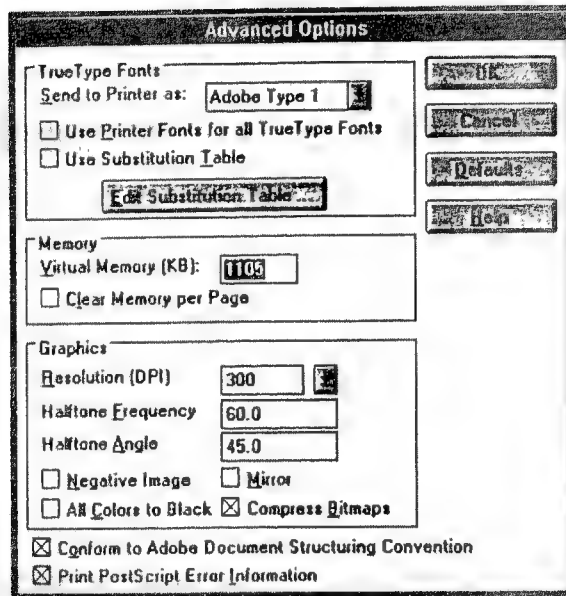 Advanced Options
TrueType Fonts
Send to Printer as: Adobe Type 1
Use Printer Fonts for all TrueType Fonts
Use Substitution Table
Edit Substitution Table...
Memory
Virtual Memory (KB): 1105
Clear Memory per Page
Graphics
Resolution (DPI) 300
Halftone Frequency 60.0
Halftone Angle 45.0
Negative Image Mirror
All Colors to Black Compress Bitmaps
Conform to Adobe Document Structuring Convention
Print PostScript Error Information
OK
Cancel
Defaults
Help